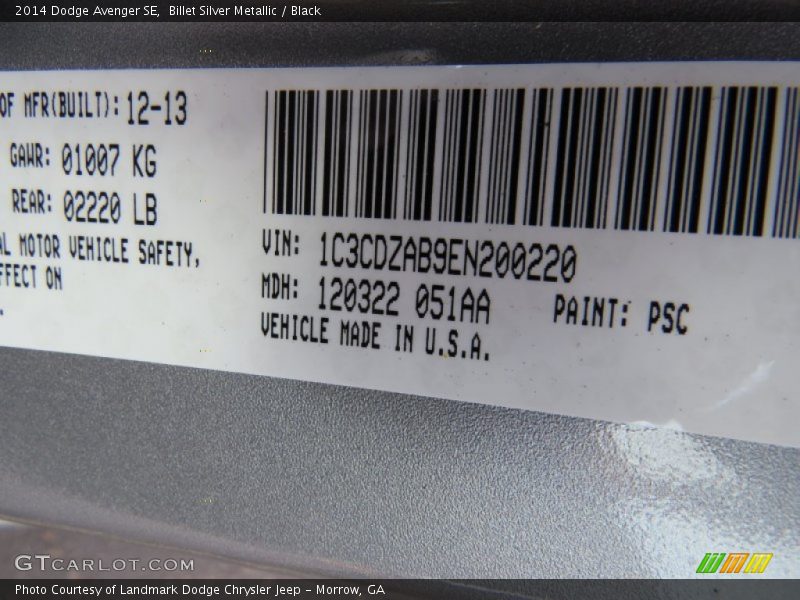 2014 Dodge Avenger SE,  Billet Silver Metallic / Black
OF MFR(BUILT): 12-13
GAWR: 01007 KG
REAR: 02220 LB
AL MOTOR VEHICLE SAFETY,
FFECT ON
VIN: 1C3CDZAB9EN200220
MDH: 120322 051AA PAINT: PSC
VEHICLE MADE IN U.S.A.
GTCARLOT.COM
Photo Courtesy of Landmark Dodge Chrysler Jeep – Morrow, GA